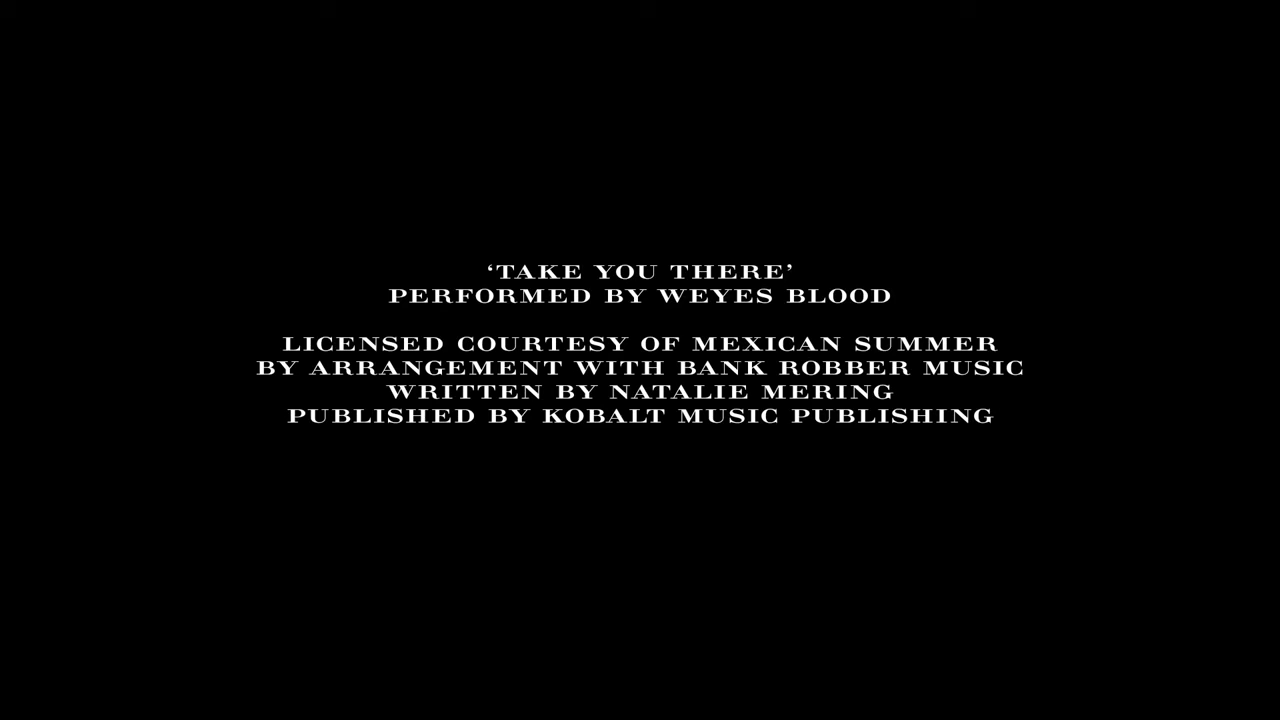 ‘TAKE YOU THERE’
PERFORMED BY WEYES BLOOD
LICENSED COURTESY OF MEXICAN SUMMER
BY ARRANGEMENT WITH BANK ROBBER MUSIC
WRITTEN BY NATALIE MERING
PUBLISHED BY KOBALT MUSIC PUBLISHING